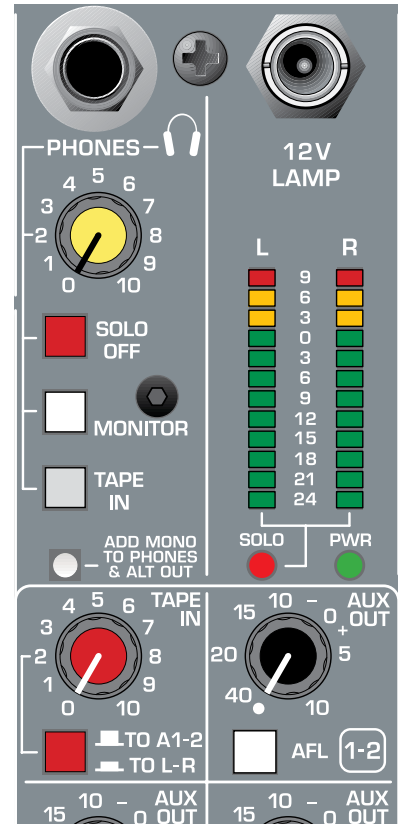 PHONES
5
4 6
3 7
2 8
1 9
0 10
SOLO
OFF
MONITOR
TAPE
IN
ADD MONO
TO PHONES
& ALT OUT
12V
LAMP
L R
9
6
3
0
3
6
9
12
15
18
21
24
SOLO PWR
TAPE
IN
5
4 6
3 7
2 8
1 9
0 10
TO A1-2
TO L-R
AUX
OUT
10 –
15 0
+
20 5
40 10
AFL 1-2
AUX
10 –
15 0 OUT
AUX
10 –
15 0 OUT